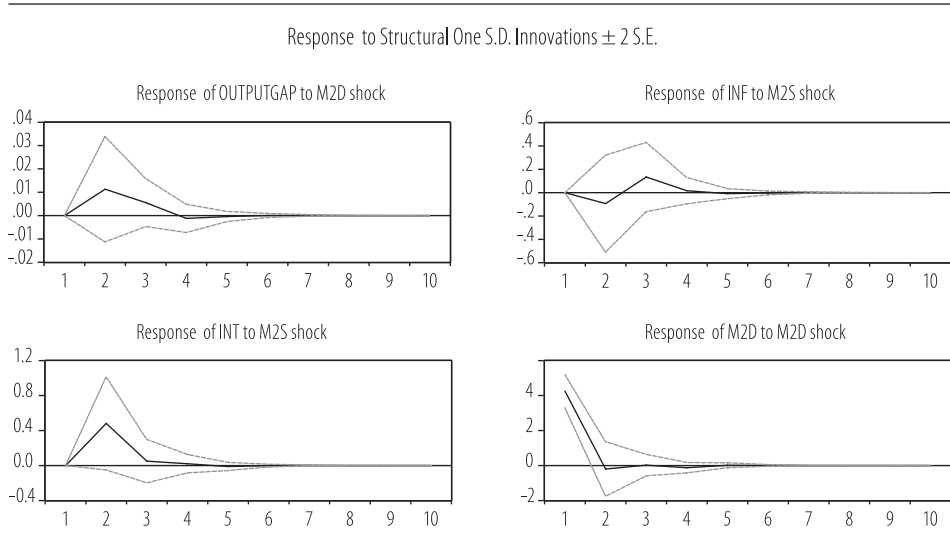 Response to Structural One S.D. Innovations ± 2 S.E.
Response of OUTPUTGAP to M2D shock
.04
.03
.02
.01
.00
-.01
-.02
1 2 3 4 5 6 7 8 9 10
Response of INF to M2S shock
.6
.4
.2
.0
-.2
-.4
-.6
1 2 3 4 5 6 7 8 9 10
Response of INT to M2S shock
1.2
0.8
0.4
0.0
-0.4
1 2 3 4 5 6 7 8 9 10
Response of M2D to M2D shock
4
2
0
-2
1 2 3 4 5 6 7 8 9 10